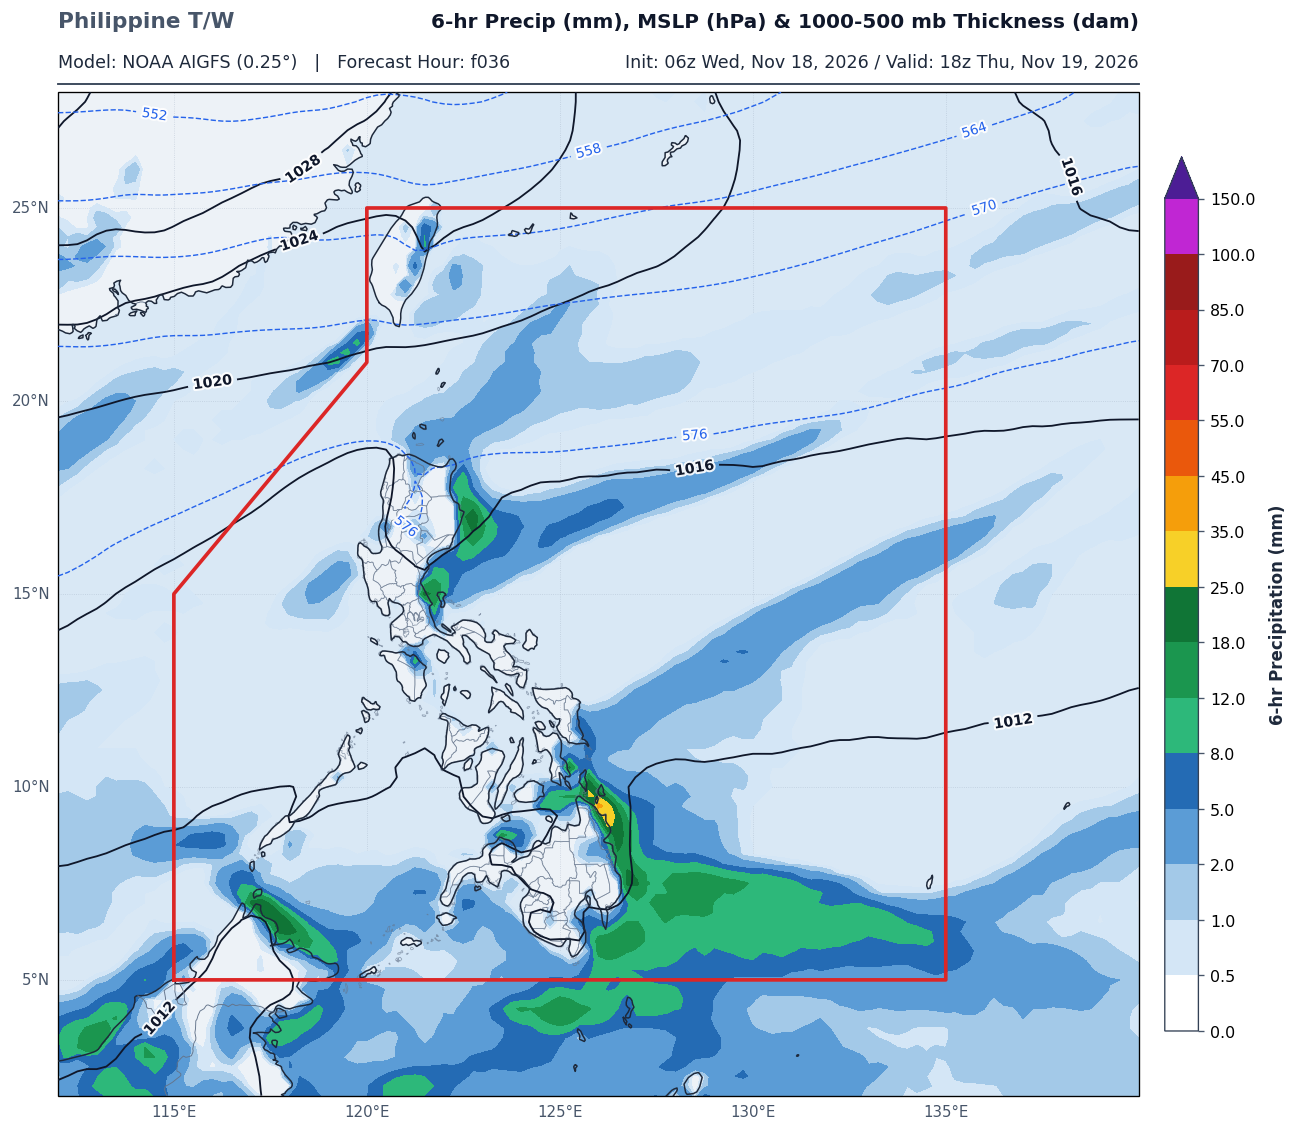 Philippine T/W
6-hr Precip (mm), MSLP (hPa) & 1000-500 mb Thickness (dam)
Model: NOAA AIGFS (0.25°)   |   Forecast Hour: f036
Init: 06z Wed, Nov 18, 2026 / Valid: 18z Thu, Nov 19, 2026
552
558
564
570
576
576
1028
1024
1020
1016
1016
1012
1012
25°N
20°N
15°N
10°N
5°N
115°E
120°E
125°E
130°E
135°E
150.0
100.0
85.0
70.0
55.0
45.0
35.0
25.0
18.0
12.0
8.0
5.0
2.0
1.0
0.5
0.0
6-hr Precipitation (mm)